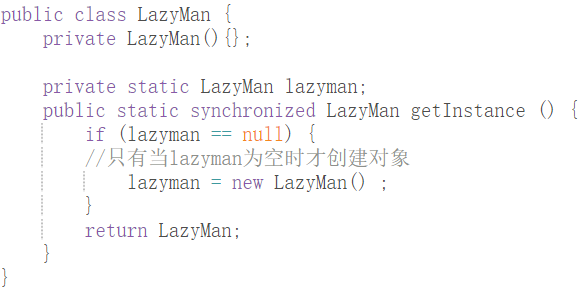 public class LazyMan {
    private LazyMan(){};

    private static LazyMan lazyman;
    public static synchronized LazyMan getInstance () {
        if (lazyman == null) {
        //只有当lazyman为空时才创建对象
            lazyman = new LazyMan() ;
        }
        return LazyMan;
    }
}